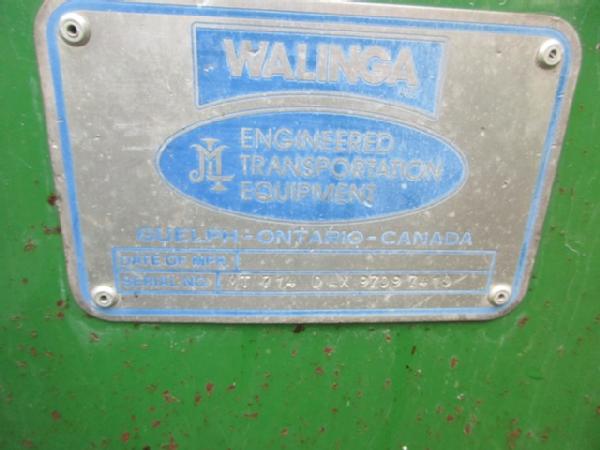 WALINGA
ENGINEERED
TRANSPORTATION
EQUIPMENT
GUELPH-ONTARIO-CANADA
DATE OF MFR.
SERIAL NO.